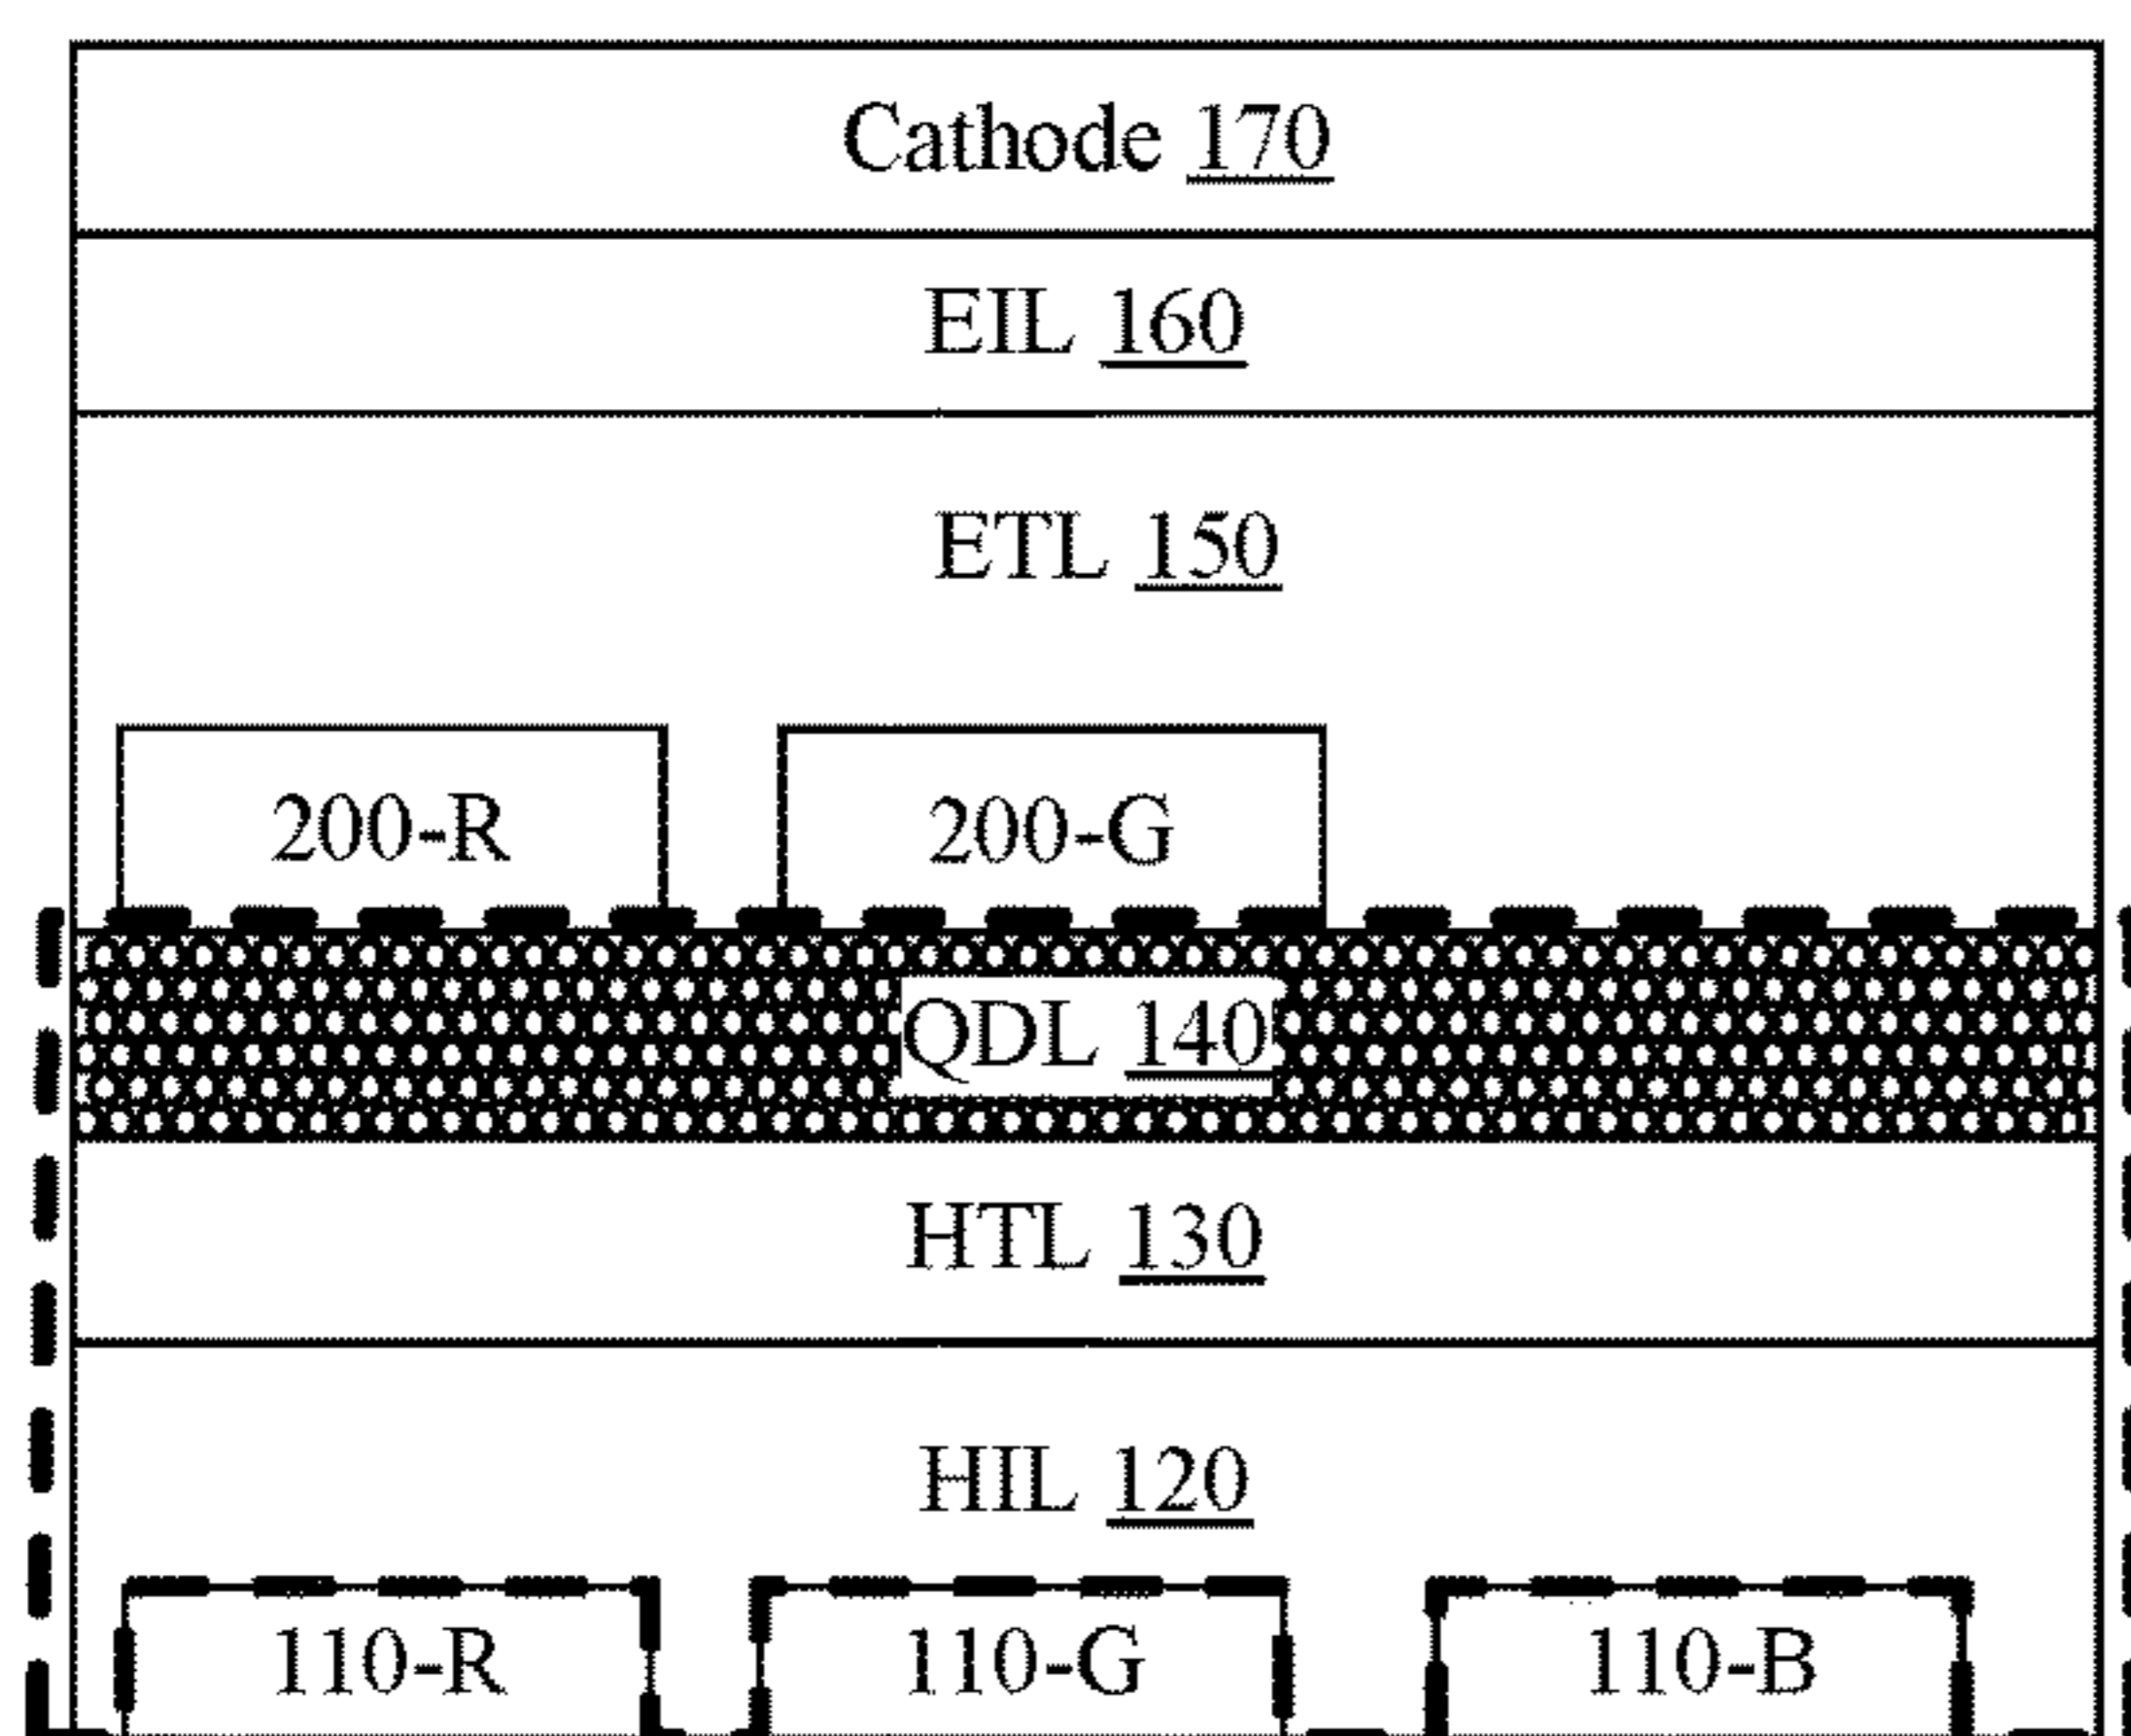 Cathode 170
EIL 160
ETL 150
200-R 200-G
QDL 140
HTL 130
HIL 120
110-R 110-G 110-B